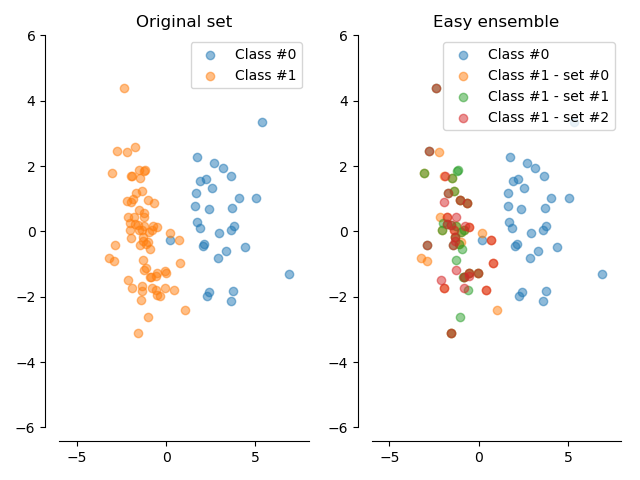 Original set
Class #0
Class #1
6
4
2
0
−2
−4
−6
−5
0
5
Easy ensemble
Class #0
Class #1 - set #0
Class #1 - set #1
Class #1 - set #2
6
4
2
0
−2
−4
−6
−5
0
5